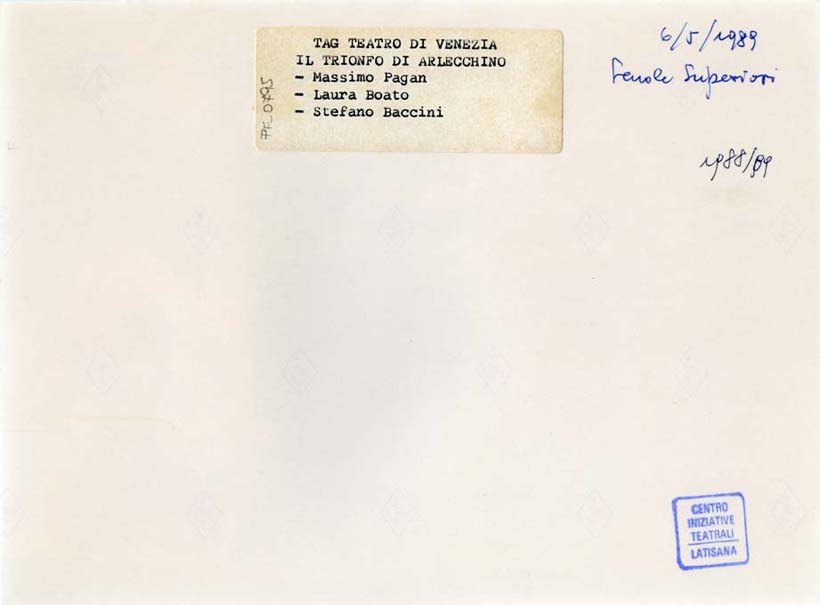 TAG TEATRO DI VENEZIA
IL TRIONFO DI ARLECCHINO
- Massimo Pagan
- Laura Boato
- Stefano Baccini
6/5/1989
Scuole Superiori
1988/89
CENTRO
INIZIATIVE
TEATRALI
LATISANA